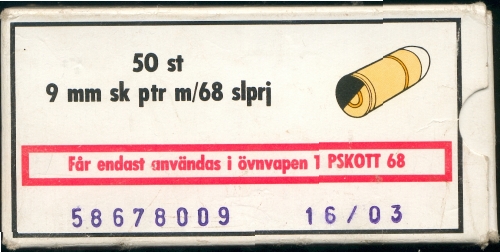 50 st
9 mm sk ptr m/68 slprj
Får endast användas i övnvapen 1 PSKOTT 68
58678009 16/03